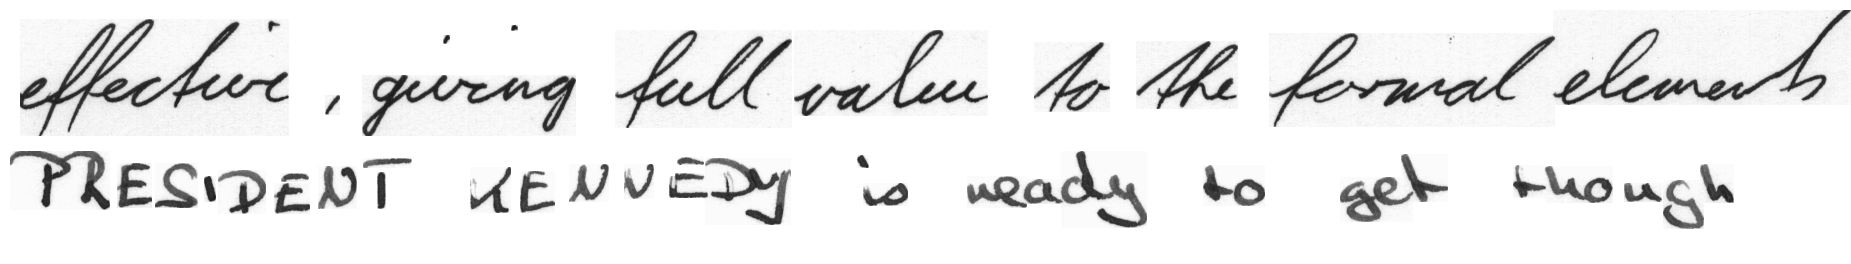 effective, giving full value to the formal elements
PRESIDENT KENNEDY is ready to get though